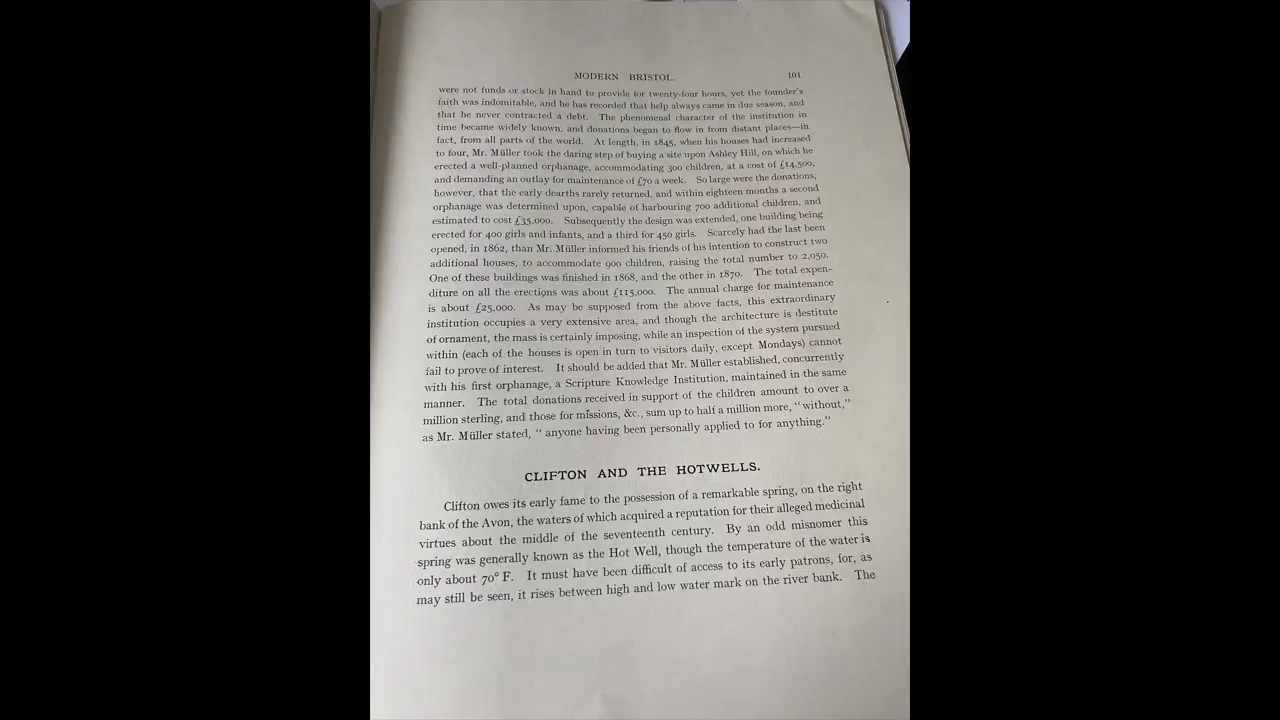 MODERN BRISTOL. 101
were not funds or stock in hand to provide for twenty-four hours, yet the founder's
faith was indomitable, and he has recorded that help always came in due season, and
that he never contracted a debt. The phenomenal character of the institution in
time became widely known, and donations began to flow in from distant places—in
fact, from all parts of the world. At length, in 1845, when his houses had increased
to four, Mr. Müller took the daring step of buying a site upon Ashley Hill, on which he
erected a well-planned orphanage, accommodating 300 children, at a cost of £14,500,
and demanding an outlay for maintenance of £70 a week. So large were the donations,
however, that the early dearths rarely returned, and within eighteen months a second
orphanage was determined upon, capable of harbouring 700 additional children, and
estimated to cost £35,000. Subsequently the design was extended, one building being
erected for 400 girls and infants, and a third for 450 girls. Scarcely had the last been
opened, in 1862, than Mr. Müller informed his friends of his intention to construct two
additional houses, to accommodate 900 children, raising the total number to 2,050.
One of these buildings was finished in 1868, and the other in 1870. The total expen-
diture on all the erections was about £115,000. The annual charge for maintenance
is about £25,000. As may be supposed from the above facts, this extraordinary
institution occupies a very extensive area, and though the architecture is destitute
of ornament, the mass is certainly imposing, while an inspection of the system pursued
within (each of the houses is open in turn to visitors daily, except Mondays) cannot
fail to prove of interest. It should be added that Mr. Müller established, concurrently
with his first orphanage, a Scripture Knowledge Institution, maintained in the same
manner. The total donations received in support of the children amount to over a
million sterling, and those for missions, &c., sum up to half a million more, "without,"
as Mr. Müller stated, "anyone having been personally applied to for anything."
CLIFTON AND THE HOTWELLS.
Clifton owes its early fame to the possession of a remarkable spring, on the right
bank of the Avon, the waters of which acquired a reputation for their alleged medicinal
virtues about the middle of the seventeenth century. By an odd misnomer this
spring was generally known as the Hot Well, though the temperature of the water is
only about 70° F. It must have been difficult of access to its early patrons, for, as
may still be seen, it rises between high and low water mark on the river bank. The